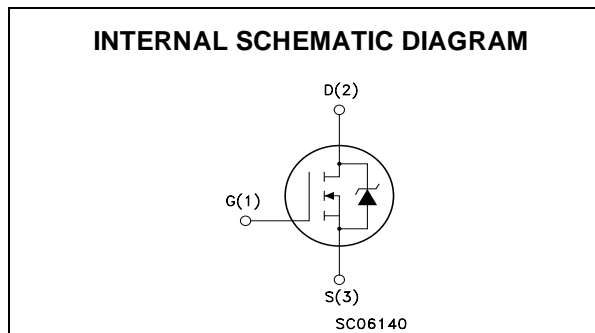 INTERNAL SCHEMATIC DIAGRAM
D(2)
G(1)
S(3)
SC06140